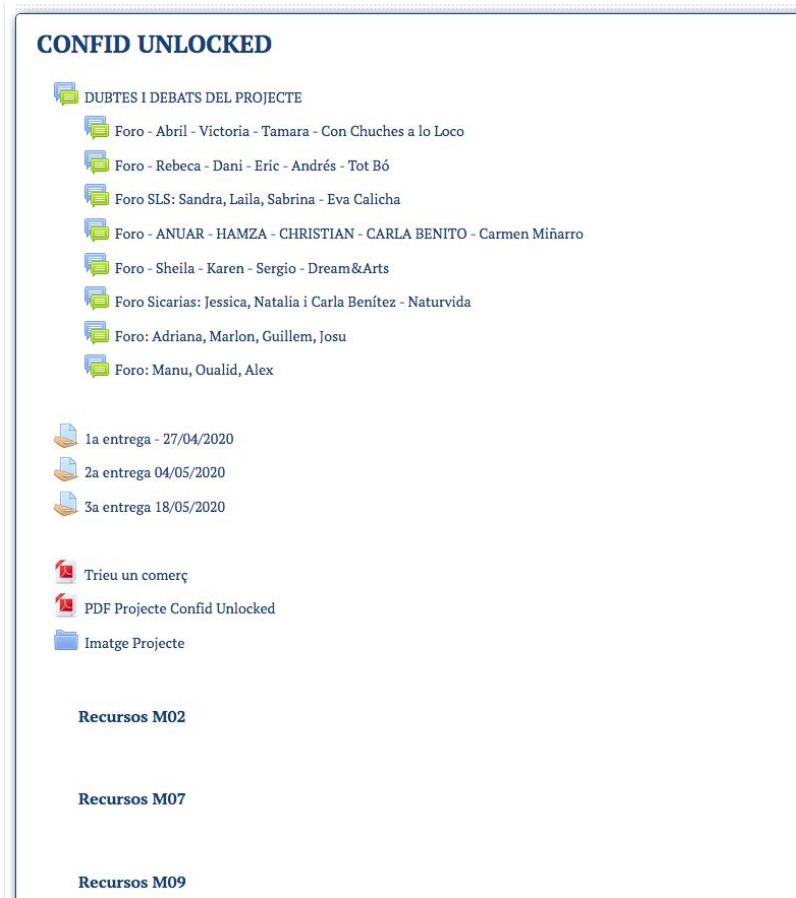 CONFID UNLOCKED
DUBTES I DEBATS DEL PROJECTE
Foro - Abril - Victoria - Tamara - Con Chuches a lo Loco
Foro - Rebeca - Dani - Eric - Andrés - Tot Bó
Foro SLS: Sandra, Laila, Sabrina - Eva Calicha
Foro - ANUAR - HAMZA - CHRISTIAN - CARLA BENITO - Carmen Miñarro
Foro - Sheila - Karen - Sergio - Dream&Arts
Foro Sicarias: Jessica, Natalia i Carla Benítez - Naturvida
Foro: Adriana, Marlon, Guillem, Josu
Foro: Manu, Oualid, Alex
1a entrega - 27/04/2020
2a entrega 04/05/2020
3a entrega 18/05/2020
Trieu un comerç
PDF Projecte Confid Unlocked
Imatge Projecte
Recursos M02
Recursos M07
Recursos M09